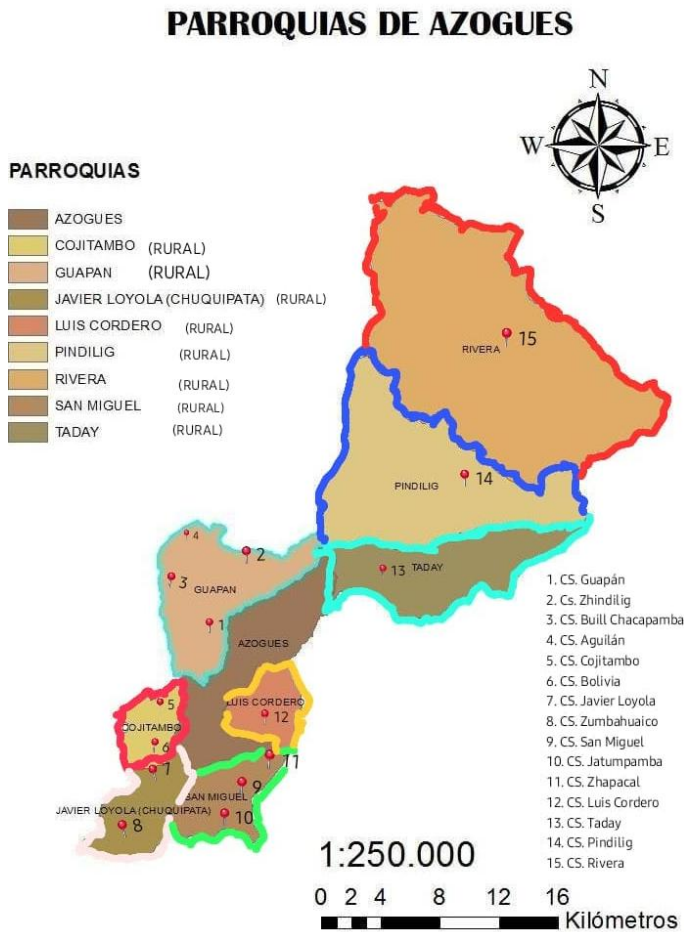 PARROQUIAS DE AZOGUES
N
W E
S
PARROQUIAS
AZOGUES
COJITAMBO (RURAL)
GUAPAN (RURAL)
JAVIER LOYOLA (CHUQUIPATA) (RURAL)
LUIS CORDERO (RURAL)
PINDILIG (RURAL)
RIVERA (RURAL)
SAN MIGUEL (RURAL)
TADAY (RURAL)
15
RIVERA
14
PINDILIG
4
2
13 TADAY
3
GUAPAN
1
AZOGUES
5
LUIS CORDERO
12
COJITAMBO
6
11
7
9
SAN MIGUEL
JAVIER LOYOLA (CHUQUIPATA)
10
8
1. CS. Guapán
2. Cs. Zhindilig
3. CS. Buill Chacapamba
4. CS. Aguilán
5. CS. Cojitambo
6. CS. Bolivia
7. CS. Javier Loyola
8. CS. Zumbahuaico
9. CS. San Miguel
10. CS. Jatumpamba
11. CS. Zhapacal
12. CS. Luis Cordero
13. CS. Taday
14. CS. Pindilig
15. CS. Rivera
1:250.000
0 2 4 8 12 16
Kilómetros